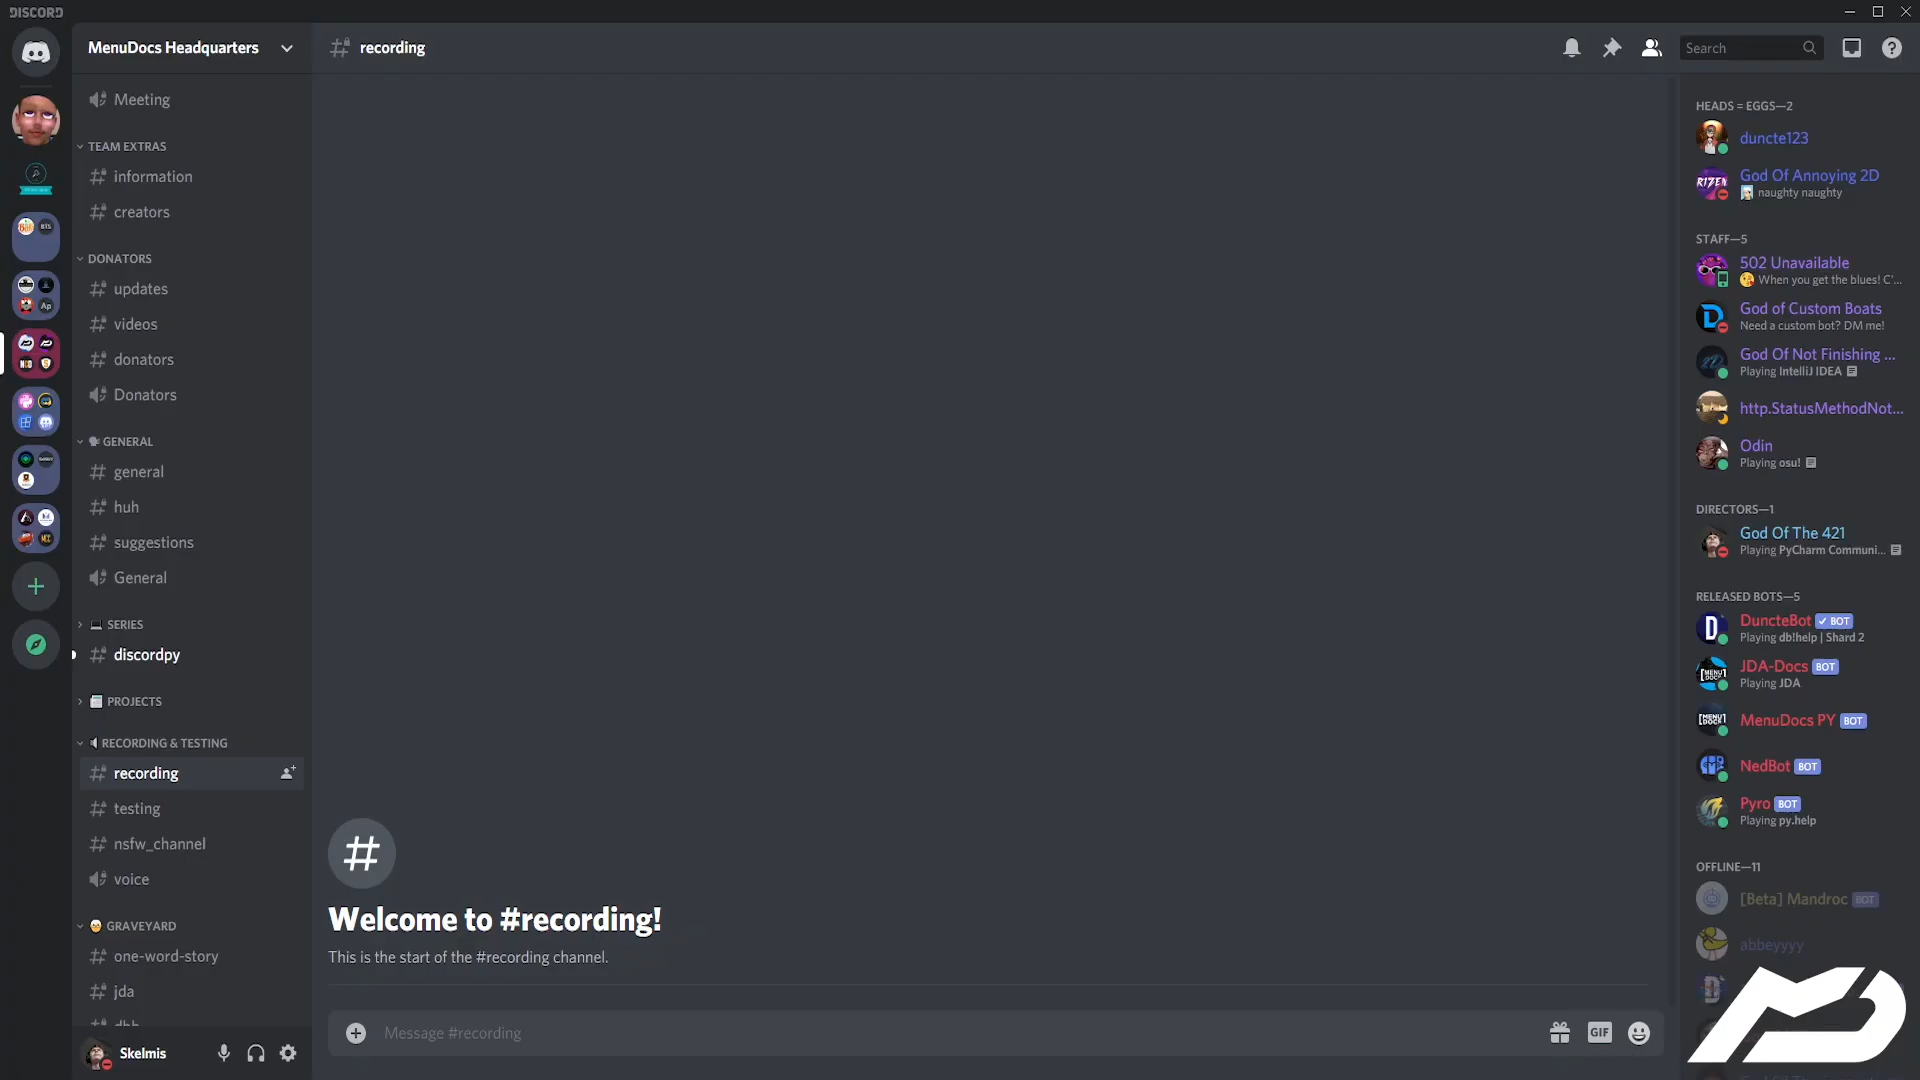 DISCORD
MenuDocs Headquarters
recording
Search
Meeting
TEAM EXTRAS
information
creators
DONATORS
updates
videos
donators
Donators
GENERAL
general
huh
suggestions
General
SERIES
discordpy
PROJECTS
RECORDING & TESTING
recording
testing
nsfw_channel
voice
GRAVEYARD
one-word-story
jda
Skelmis
Welcome to #recording!
This is the start of the #recording channel.
Message #recording
GIF
HEADS = EGGS—2
duncte123
God Of Annoying 2D
naughty naughty
STAFF—5
502 Unavailable
When you get the blues! C'...
God of Custom Boats
Need a custom bot? DM me!
God Of Not Finishing ...
Playing IntelliJ IDEA
http.StatusMethodNot...
Odin
Playing osu!
DIRECTORS—1
God Of The 421
Playing PyCharm Communi...
RELEASED BOTS—5
DuncteBot ✓ BOT
Playing db!help | Shard 2
JDA-Docs BOT
Playing JDA
MenuDocs PY BOT
NedBot BOT
Pyro BOT
Playing py.help
OFFLINE—11
[Beta] Mandroc BOT
abbeyyyy